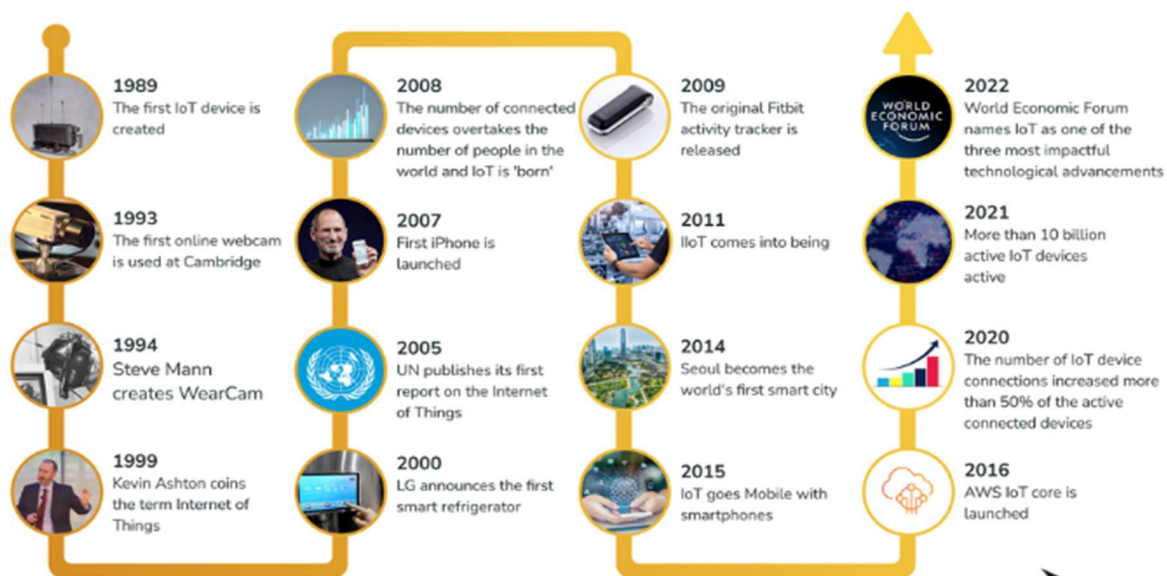 1989
The first IoT device is
created
1993
The first online webcam
is used at Cambridge
1994
Steve Mann
creates WearCam
1999
Kevin Ashton coins
the term Internet of
Things
2000
LG announces the first
smart refrigerator
2005
UN publishes its first
report on the Internet
of Things
2007
First iPhone is
launched
2008
The number of connected
devices overtakes the
number of people in the
world and IoT is 'born'
2009
The original Fitbit
activity tracker is
released
2011
IIoT comes into being
2014
Seoul becomes the
world's first smart city
2015
IoT goes Mobile with
smartphones
2016
AWS IoT core is
launched
2020
The number of IoT device
connections increased more
than 50% of the active
connected devices
2021
More than 10 billion
active IoT devices
active
WORLD
ECONOMIC
FORUM
2022
World Economic Forum
names IoT as one of the
three most impactful
technological advancements